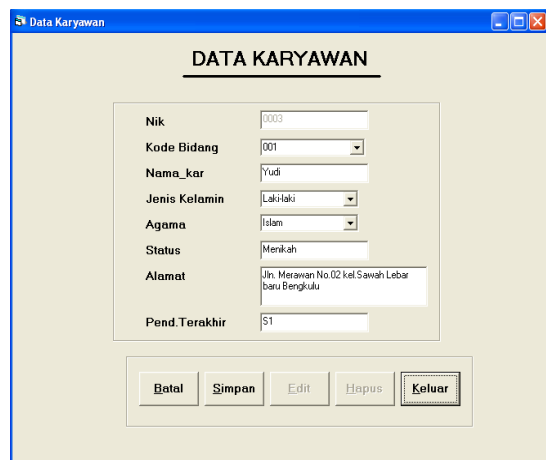 Data Karyawan
DATA KARYAWAN
Nik 0003
Kode Bidang 001
Nama_kar Yudi
Jenis Kelamin Laki-laki
Agama Islam
Status Menikah
Alamat Jln. Merawan No.02 kel.Sawah Lebar
baru Bengkulu
Pend.Terakhir S1
Batal Simpan Edit Hapus Keluar